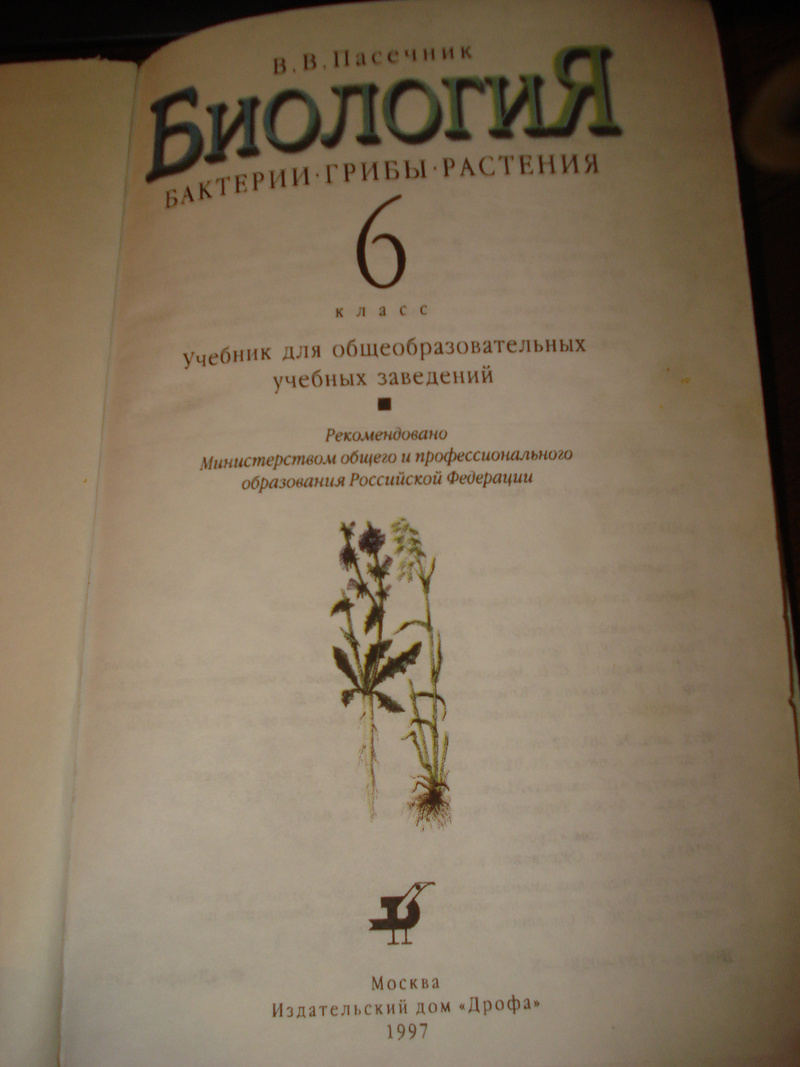 В. В. Пасечник
БИОЛОГИЯ
БАКТЕРИИ · ГРИБЫ · РАСТЕНИЯ
6
класс
Учебник для общеобразовательных
учебных заведений
Рекомендовано
Министерством общего и профессионального
образования Российской Федерации
Москва
Издательский дом «Дрофа»
1997